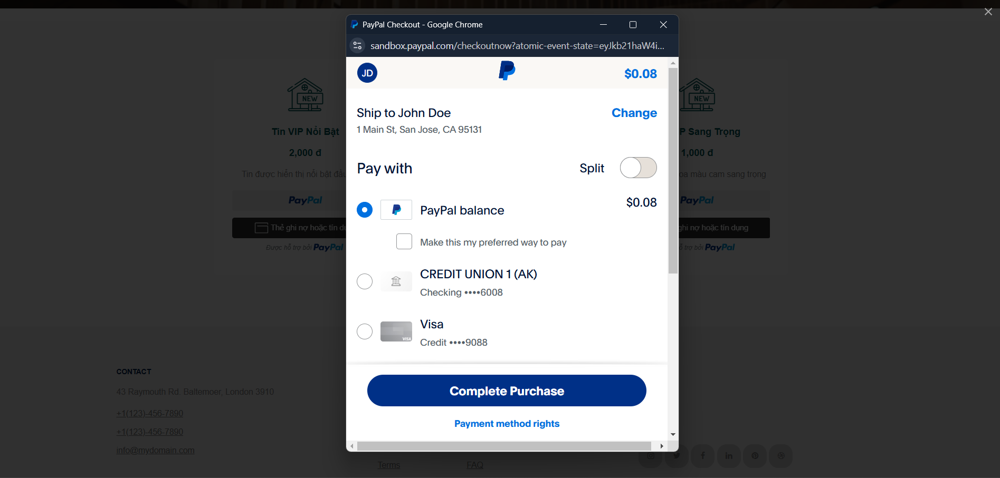 PayPal Checkout - Google Chrome
sandbox.paypal.com/checkoutnow?atomic-event-state=eyJkb21haW4i...
JD
$0.08
Ship to John Doe
Change
1 Main St, San Jose, CA 95131
Pay with
Split
PayPal balance
$0.08
Make this my preferred way to pay
CREDIT UNION 1 (AK)
Checking ••••6008
Visa
VISA
Credit ••••9088
Complete Purchase
Payment method rights
NEW
Tin VIP Nổi Bật
2,000 đ
Tin được hiển thị nổi bật đầu
PayPal
Thẻ ghi nợ hoặc tín dụ
Được hỗ trợ bởi PayPal
NEW
P Sang Trọng
1,000 đ
oa màu cam sang trọng
PayPal
ghi nợ hoặc tín dụng
ỗ trợ bởi PayPal
CONTACT
43 Raymouth Rd. Baltemoer, London 3910
+1(123)-456-7890
+1(123)-456-7890
info@mydomain.com
Terms
FAQ